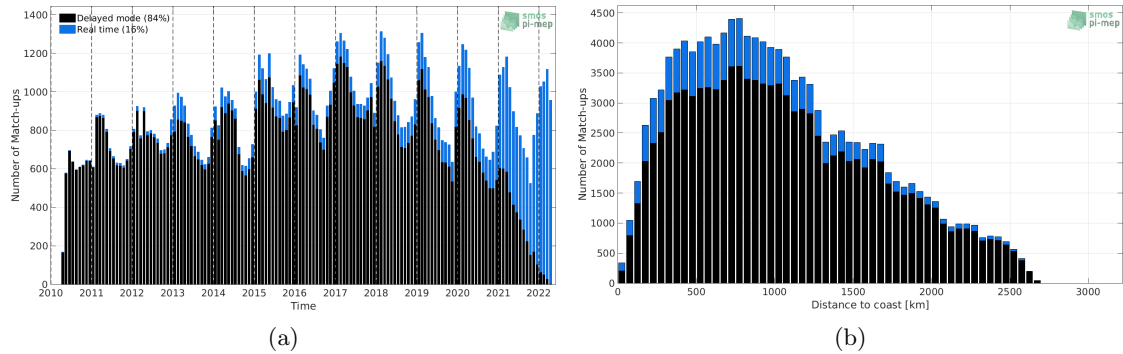 Delayed mode (84%)
Real time (16%)
smos
pi-mep
Number of Match-ups
1400
1200
1000
800
600
400
200
0
2010 2011 2012 2013 2014 2015 2016 2017 2018 2019 2020 2021 2022
Time
(a)
smos
pi-mep
Number of Match-ups
4500
4000
3500
3000
2500
2000
1500
1000
500
0
0 500 1000 1500 2000 2500 3000
Distance to coast [km]
(b)